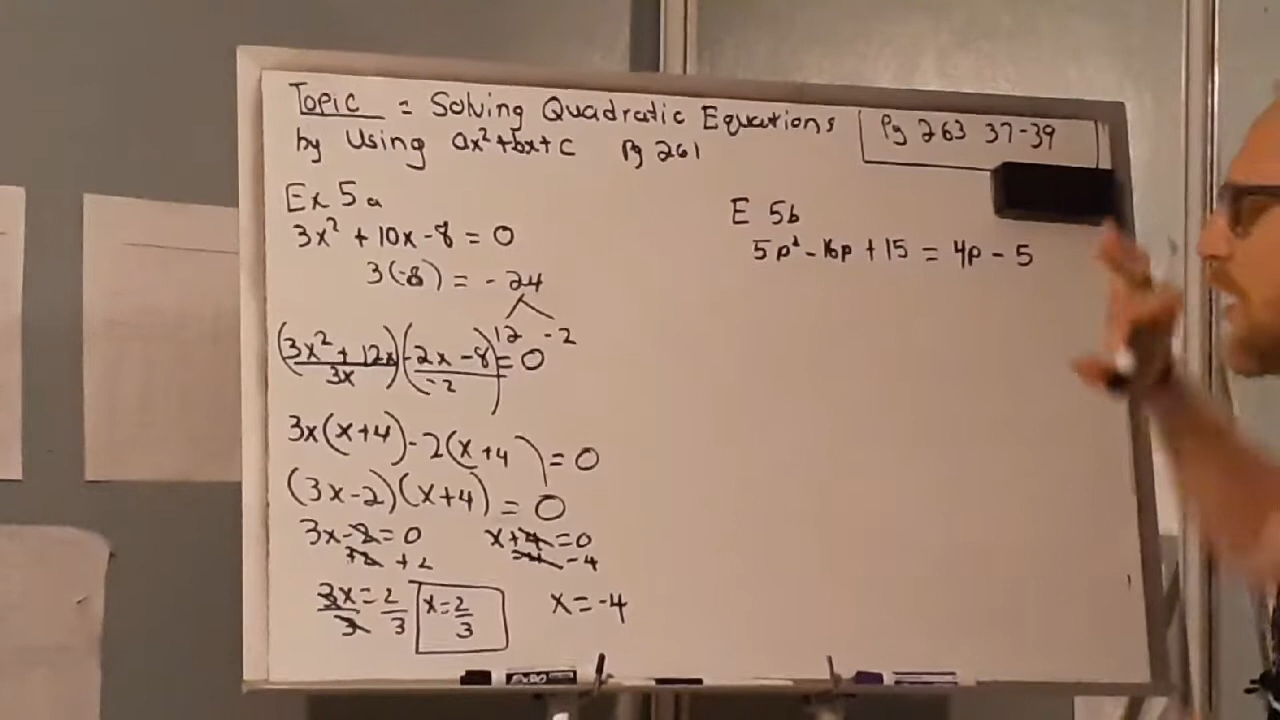 Topic = Solving Quadratic Equations
by Using ax²+bx+c Pg 261
Pg 263 37-39
Ex 5a
3x² + 10x - 8 = 0
3(-8) = -24
12 -2
(3x² + 12x)(-2x - 8) = 0
3x -2
3x(x+4) - 2(x+4) = 0
(3x-2)(x+4) = 0
3x-2=0 x+4=0
+2 +2 -4 -4
3x = 2 x = 2 x = -4
3 3 3
E 5b
5p² - 16p + 15 = 4p - 5
EXPO